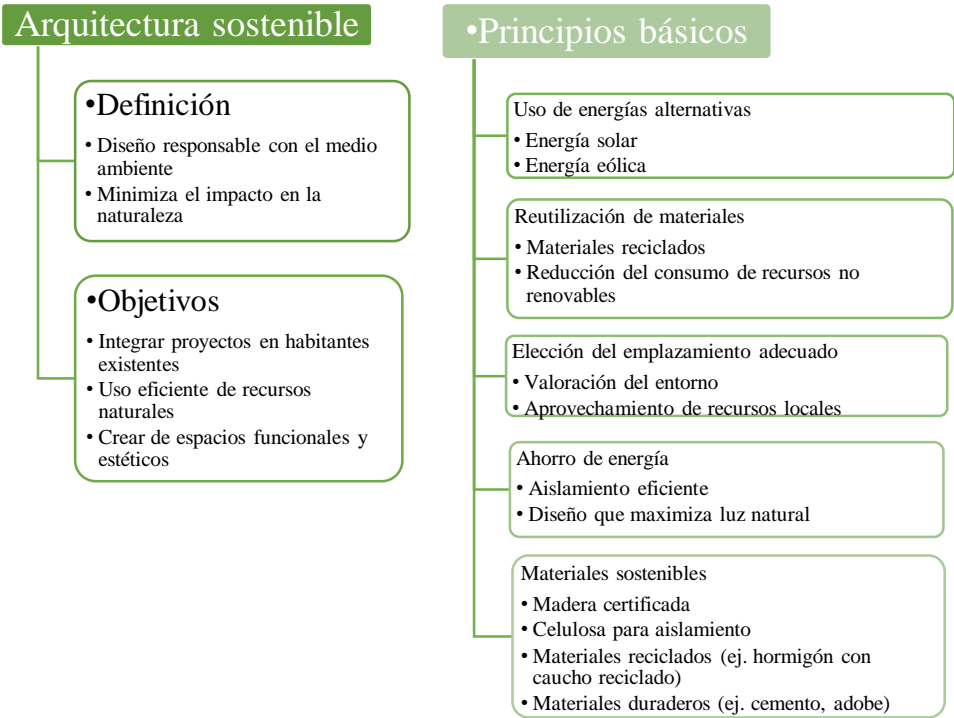 Arquitectura sostenible
•Definición
• Diseño responsable con el medio
ambiente
• Minimiza el impacto en la
naturaleza
•Objetivos
• Integrar proyectos en habitantes
existentes
• Uso eficiente de recursos
naturales
• Crear de espacios funcionales y
estéticos
•Principios básicos
Uso de energías alternativas
• Energía solar
• Energía eólica
Reutilización de materiales
• Materiales reciclados
• Reducción del consumo de recursos no
renovables
Elección del emplazamiento adecuado
• Valoración del entorno
• Aprovechamiento de recursos locales
Ahorro de energía
• Aislamiento eficiente
• Diseño que maximiza luz natural
Materiales sostenibles
• Madera certificada
• Celulosa para aislamiento
• Materiales reciclados (ej. hormigón con
caucho reciclado)
• Materiales duraderos (ej. cemento, adobe)